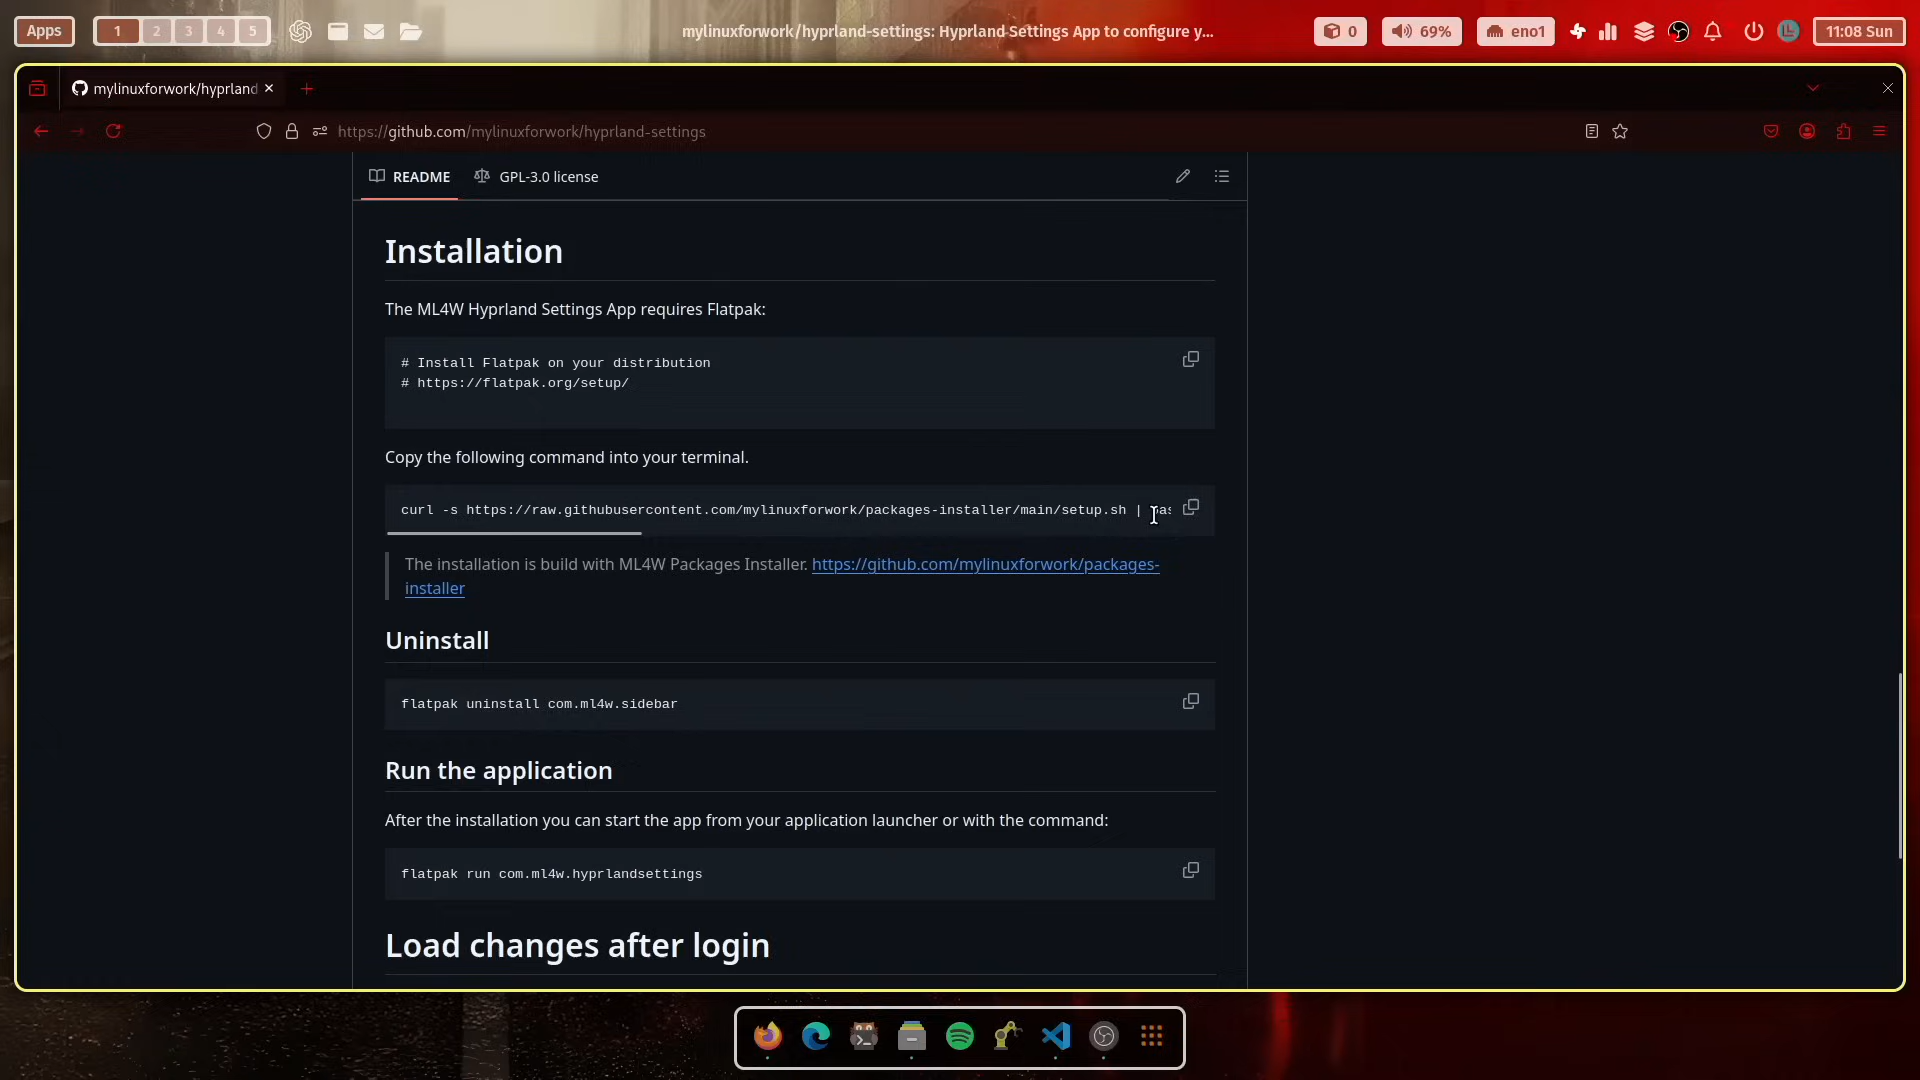 Apps
1 2 3 4 5
mylinuxforwork/hyprland-settings: Hyprland Settings App to configure y...
0
69%
eno1
11:08 Sun
mylinuxforwork/hyprland
https://github.com/mylinuxforwork/hyprland-settings
README
GPL-3.0 license
Installation
The ML4W Hyprland Settings App requires Flatpak:
# Install Flatpak on your distribution
# https://flatpak.org/setup/
Copy the following command into your terminal.
curl -s https://raw.githubusercontent.com/mylinuxforwork/packages-installer/main/setup.sh |
The installation is build with ML4W Packages Installer. https://github.com/mylinuxforwork/packages-
installer
Uninstall
flatpak uninstall com.ml4w.sidebar
Run the application
After the installation you can start the app from your application launcher or with the command:
flatpak run com.ml4w.hyprlandsettings
Load changes after login